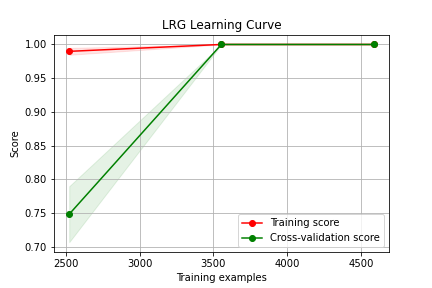 LRG Learning Curve
1.00
0.95
0.90
0.85
0.80
0.75
0.70
Score
2500 3000 3500 4000 4500
Training examples
Training score
Cross-validation score